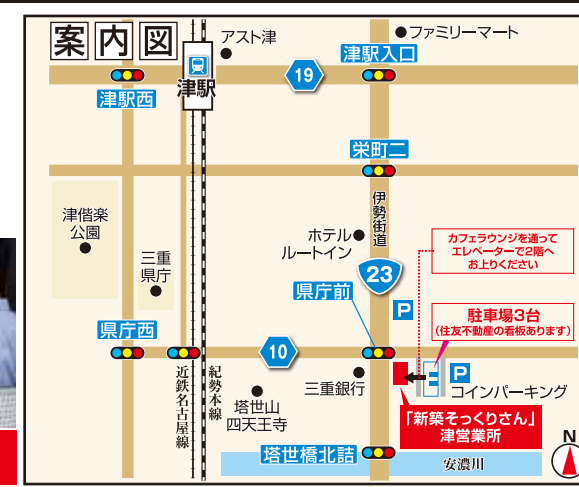 案内図
アスト津
ファミリーマート
津駅入口
津駅
19
津駅西
栄町二
伊勢街道
津偕楽
公園
三重
県庁
ホテル
ルートイン
カフェラウンジを通って
エレベーターで2階へ
お上りください
23
県庁前
P
駐車場3台
(住友不動産の看板あります)
県庁西
10
近鉄名古屋線
紀勢本線
三重銀行
P
コインパーキング
塔世山
四天王寺
「新築そっくりさん」
津営業所
塔世橋北詰
安濃川
N